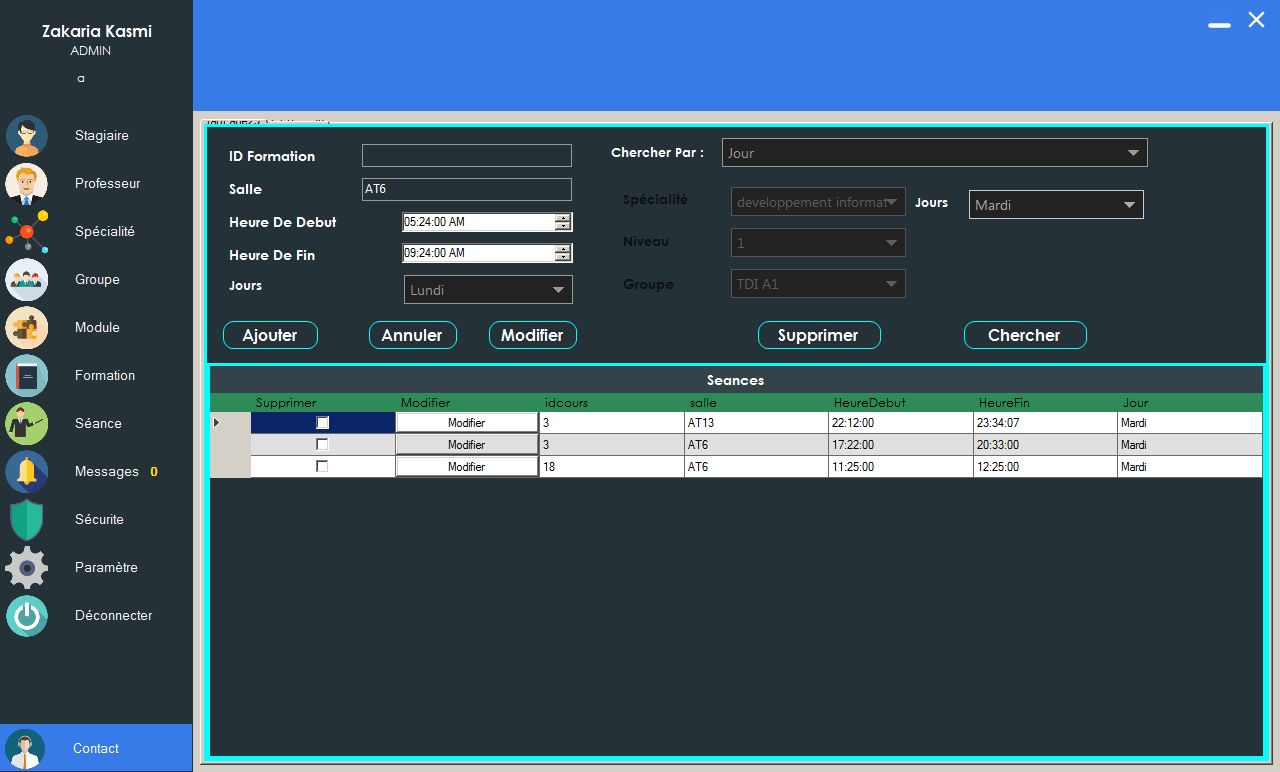 Zakaria Kasmi
ADMIN
a
Stagiaire
Professeur
Spécialité
Groupe
Module
Formation
Séance
Messages 0
Sécurite
Paramètre
Déconnecter
Contact
ID Formation
Salle AT6
Heure De Debut 05:24:00 AM
Heure De Fin 09:24:00 AM
Jours Lundi
Chercher Par : Jour
Spécialité developpement informat Jours Mardi
Niveau 1
Groupe TDI A1
Ajouter Annuler Modifier Supprimer Chercher
Seances
Supprimer Modifier idcours salle HeureDebut HeureFin Jour
Modifier 3 AT13 22:12:00 23:34:07 Mardi
Modifier 3 AT6 17:22:00 20:33:00 Mardi
Modifier 18 AT6 11:25:00 12:25:00 Mardi